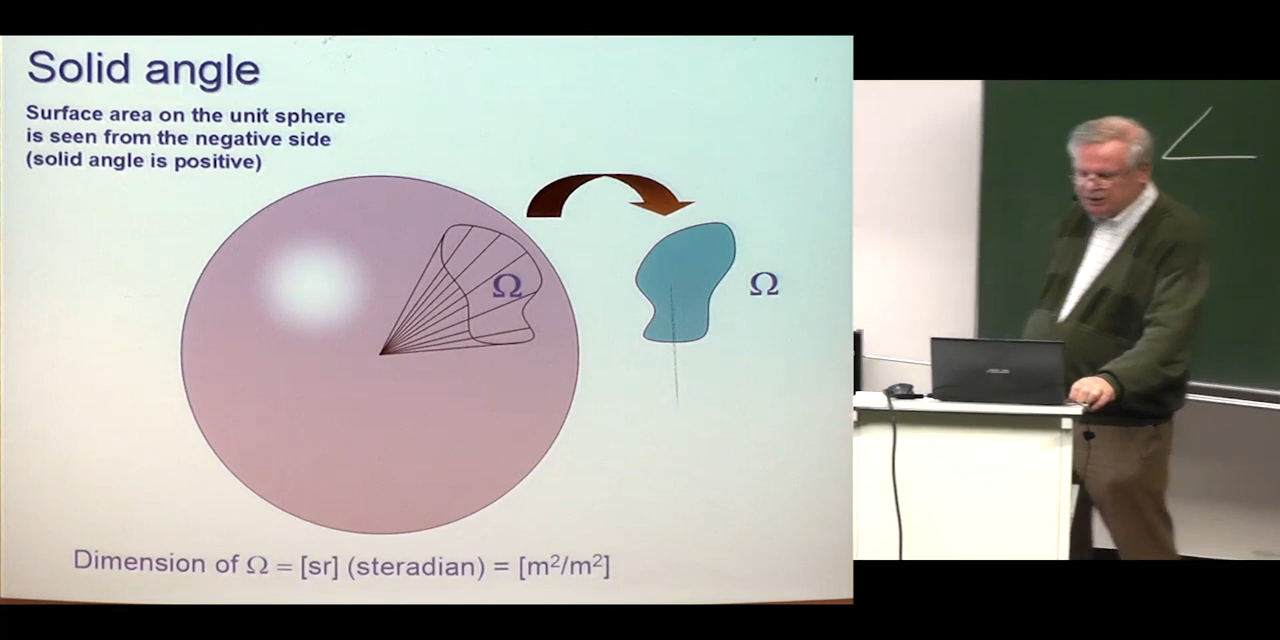 Solid angle
Surface area on the unit sphere
is seen from the negative side
(solid angle is positive)
Ω
Ω
Dimension of Ω = [sr] (steradian) = [m²/m²]
ASUS